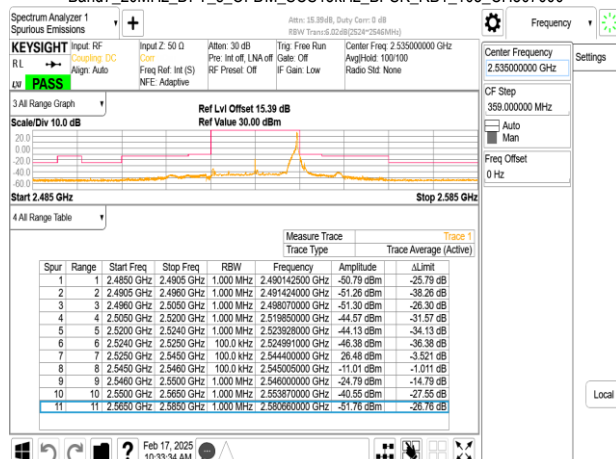 Spectrum Analyzer 1
Spurious Emissions
Attn: 15.39dB, Duty Corr: 0 dB
RBW Trans:6.02dB(2524~2546MHz)
Frequency
KEYSIGHT Input: RF Input Z: 50 Ω Atten: 30 dB Trig: Free Run Center Freq: 2.535000000 GHz
RL Coupling: DC Corr Pre: Int off, LNA off Gate: Off Avg|Hold: 100/100
Align: Auto Freq Ref: Int (S) RF Preset: Off IF Gain: Low Radio Std: None
NFE: Adaptive
PASS
Center Frequency
2.535000000 GHz
Settings
CF Step
359.000000 MHz
Auto
Man
Freq Offset
0 Hz
3 All Range Graph
Scale/Div 10.0 dB
Ref Lvl Offset 15.39 dB
Ref Value 30.00 dBm
20.0
0.00
-20.0
-40.0
-60.0
Start 2.485 GHz Stop 2.585 GHz
4 All Range Table
Measure Trace Trace 1
Trace Type Trace Average (Active)
Spur Range Start Freq Stop Freq RBW Frequency Amplitude ΔLimit
1 1 2.4850 GHz 2.4905 GHz 1.000 MHz 2.490142500 GHz -50.79 dBm -25.79 dB
2 2 2.4905 GHz 2.4960 GHz 1.000 MHz 2.491424000 GHz -51.26 dBm -38.26 dB
3 3 2.4960 GHz 2.5050 GHz 1.000 MHz 2.498070000 GHz -51.30 dBm -26.30 dB
4 4 2.5050 GHz 2.5200 GHz 1.000 MHz 2.519850000 GHz -44.57 dBm -31.57 dB
5 5 2.5200 GHz 2.5240 GHz 1.000 MHz 2.523928000 GHz -44.13 dBm -34.13 dB
6 6 2.5240 GHz 2.5250 GHz 100.0 kHz 2.524991000 GHz -46.38 dBm -36.38 dB
7 7 2.5250 GHz 2.5450 GHz 100.0 kHz 2.544400000 GHz 26.48 dBm -3.521 dB
8 8 2.5450 GHz 2.5460 GHz 100.0 kHz 2.545005000 GHz -11.01 dBm -1.011 dB
9 9 2.5460 GHz 2.5500 GHz 1.000 MHz 2.546000000 GHz -24.79 dBm -14.79 dB
10 10 2.5500 GHz 2.5650 GHz 1.000 MHz 2.553870000 GHz -40.55 dBm -27.55 dB
11 11 2.5650 GHz 2.5850 GHz 1.000 MHz 2.580660000 GHz -51.76 dBm -26.76 dB
Local
Feb 17, 2025
10:33:34 AM